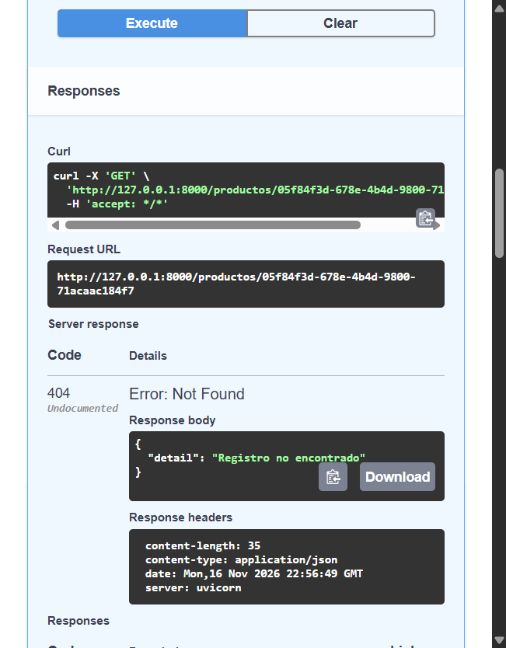 Execute
Clear
Responses
Curl
curl -X 'GET' \
'http://127.0.0.1:8000/productos/05f84f3d-678e-4b4d-9800-71
-H 'accept: */*'
Request URL
http://127.0.0.1:8000/productos/05f84f3d-678e-4b4d-9800-
71acaac184f7
Server response
Code
Details
404
Error: Not Found
Undocumented
Response body
{
"detail": "Registro no encontrado"
}
Download
Response headers
content-length: 35
content-type: application/json
date: Mon,16 Nov 2026 22:56:49 GMT
server: uvicorn
Responses